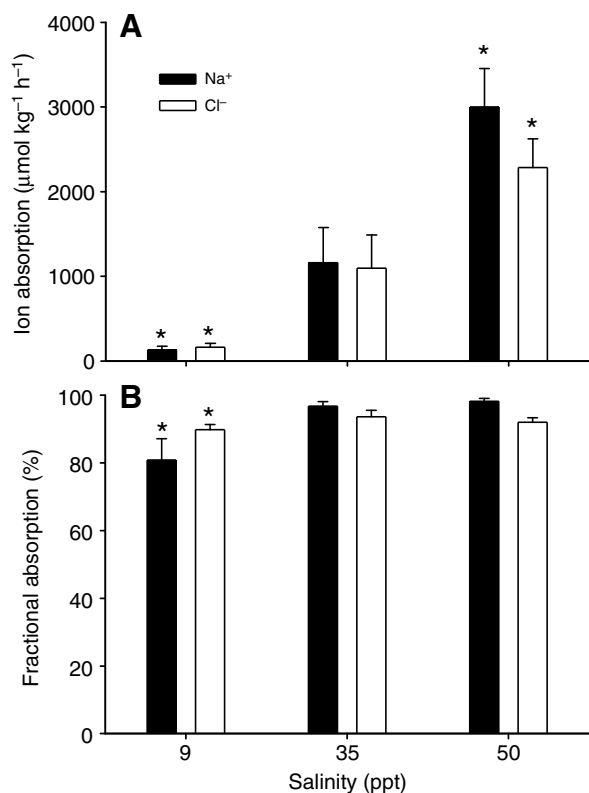 A
Na⁺
Cl⁻
Ion absorption (μmol kg⁻¹ h⁻¹)
4000
3000
2000
1000
0
* * * *
B
Fractional absorption (%)
100
80
60
40
20
0
* *
9 35 50
Salinity (ppt)